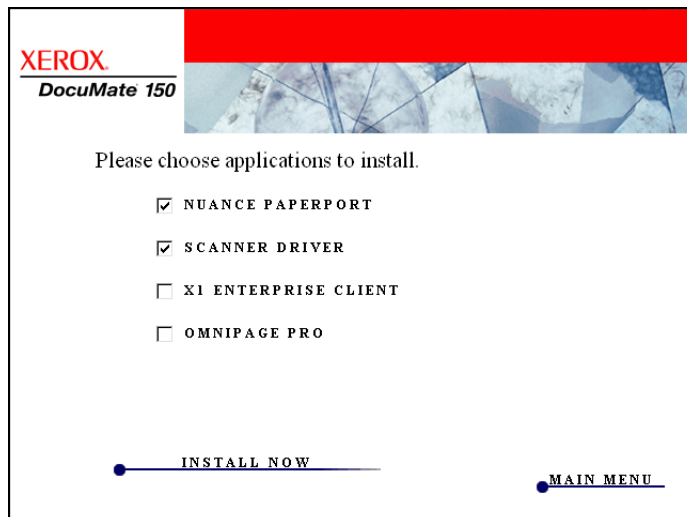 XEROX.
DocuMate 150
Please choose applications to install.
NUANCE PAPERPORT
SCANNER DRIVER
X1 ENTERPRISE CLIENT
OMNIPAGE PRO
INSTALL NOW
MAIN MENU